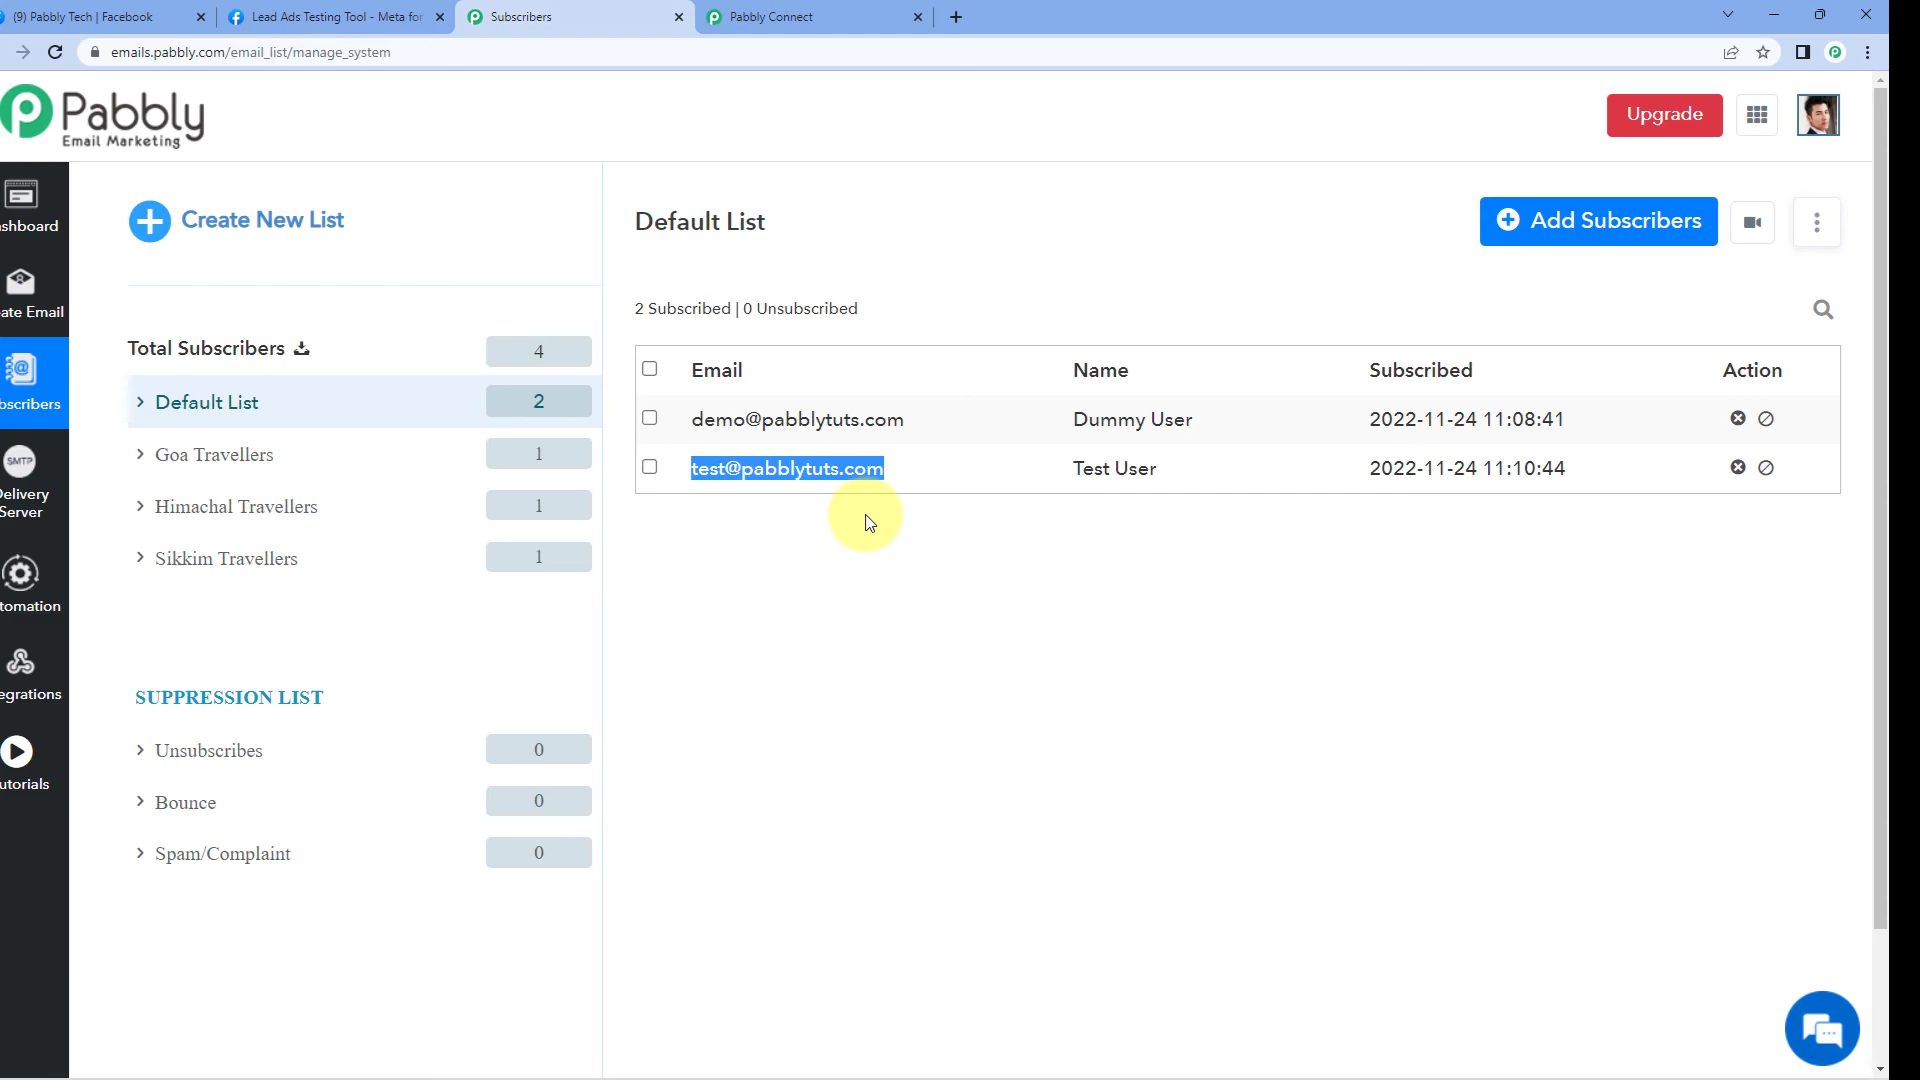 (9) Pabbly Tech | Facebook
Lead Ads Testing Tool - Meta for
Subscribers
Pabbly Connect
emails.pabbly.com/email_list/manage_system
Pabbly
Email Marketing
Upgrade
shboard
ate Email
bscribers
SMTP
Delivery
Server
tomation
egrations
utorials
Create New List
Total Subscribers 4
Default List 2
Goa Travellers 1
Himachal Travellers 1
Sikkim Travellers 1
SUPPRESSION LIST
Unsubscribes 0
Bounce 0
Spam/Complaint 0
Default List
Add Subscribers
2 Subscribed | 0 Unsubscribed
Email Name Subscribed Action
demo@pabblytuts.com Dummy User 2022-11-24 11:08:41
test@pabblytuts.com Test User 2022-11-24 11:10:44